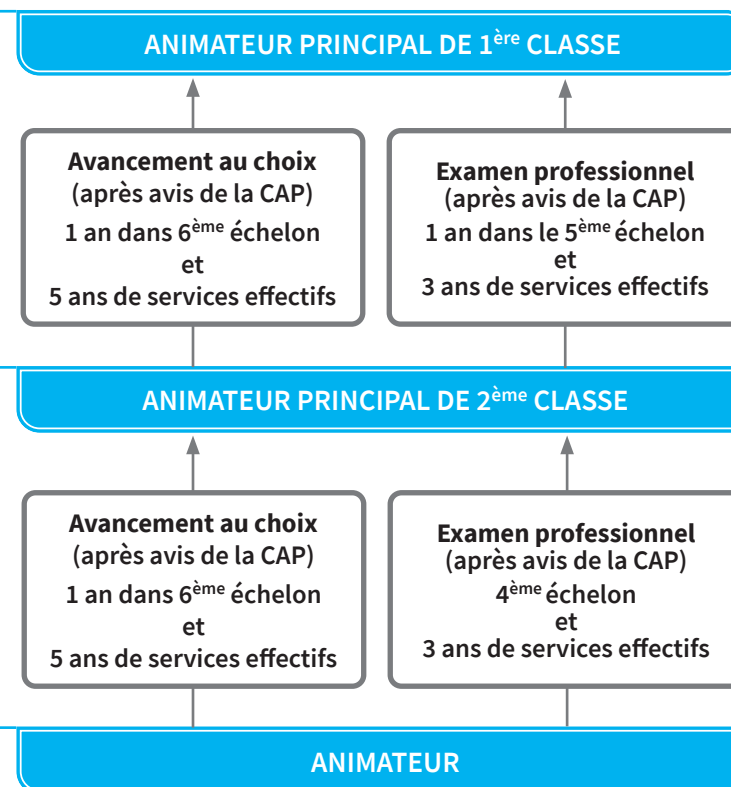 ANIMATEUR PRINCIPAL DE 1ère CLASSE
Avancement au choix
(après avis de la CAP)
1 an dans 6ème échelon
et
5 ans de services effectifs
Examen professionnel
(après avis de la CAP)
1 an dans le 5ème échelon
et
3 ans de services effectifs
ANIMATEUR PRINCIPAL DE 2ème CLASSE
Avancement au choix
(après avis de la CAP)
1 an dans 6ème échelon
et
5 ans de services effectifs
Examen professionnel
(après avis de la CAP)
4ème échelon
et
3 ans de services effectifs
ANIMATEUR